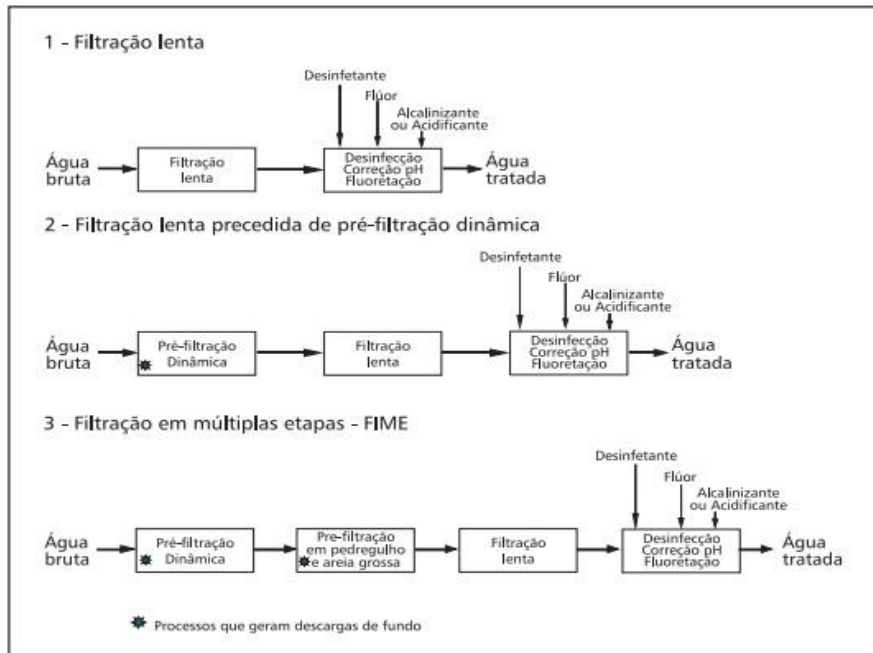 1 - Filtração lenta
Desinfetante
Flúor
Alcalinizante
ou Acidificante
Água
bruta
Filtração
lenta
Desinfecção
Correção pH
Fluoretação
Água
tratada
2 - Filtração lenta precedida de pré-filtração dinâmica
Desinfetante
Flúor
Alcalinizante
ou Acidificante
Água
bruta
Pré-filtração
Dinâmica
Filtração
lenta
Desinfecção
Correção pH
Fluoretação
Água
tratada
3 - Filtração em múltiplas etapas - FIME
Desinfetante
Flúor
Alcalinizante
ou Acidificante
Água
bruta
Pré-filtração
Dinâmica
Pre-filtração
em pedregulho
e areia grossa
Filtração
lenta
Desinfecção
Correção pH
Fluoretação
Água
tratada
Processos que geram descargas de fundo